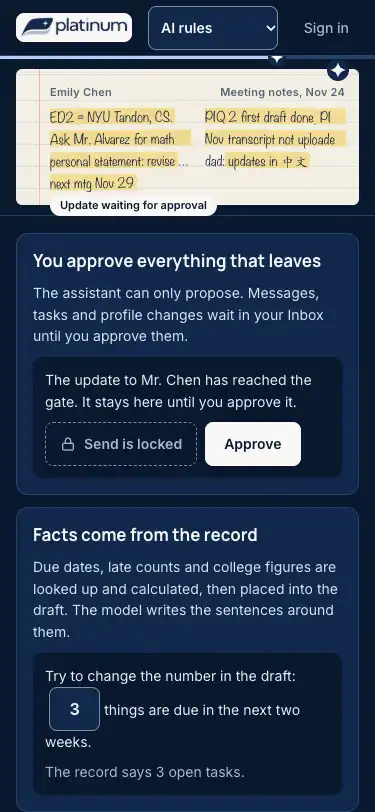 platinum
AI rules
Sign in
Emily Chen
Meeting notes, Nov 24
ED2 = NYU Tandon, CS.
Ask Mr. Alvarez for math
personal statement: revise ...
next mtg Nov 29
PIQ 2 first draft done. PI
Nov transcript not uploade
dad: updates in 中文
Update waiting for approval
You approve everything that leaves
The assistant can only propose. Messages,
tasks and profile changes wait in your Inbox
until you approve them.
The update to Mr. Chen has reached the
gate. It stays here until you approve it.
Send is locked
Approve
Facts come from the record
Due dates, late counts and college figures are
looked up and calculated, then placed into the
draft. The model writes the sentences around
them.
Try to change the number in the draft:
3 things are due in the next two
weeks.
The record says 3 open tasks.